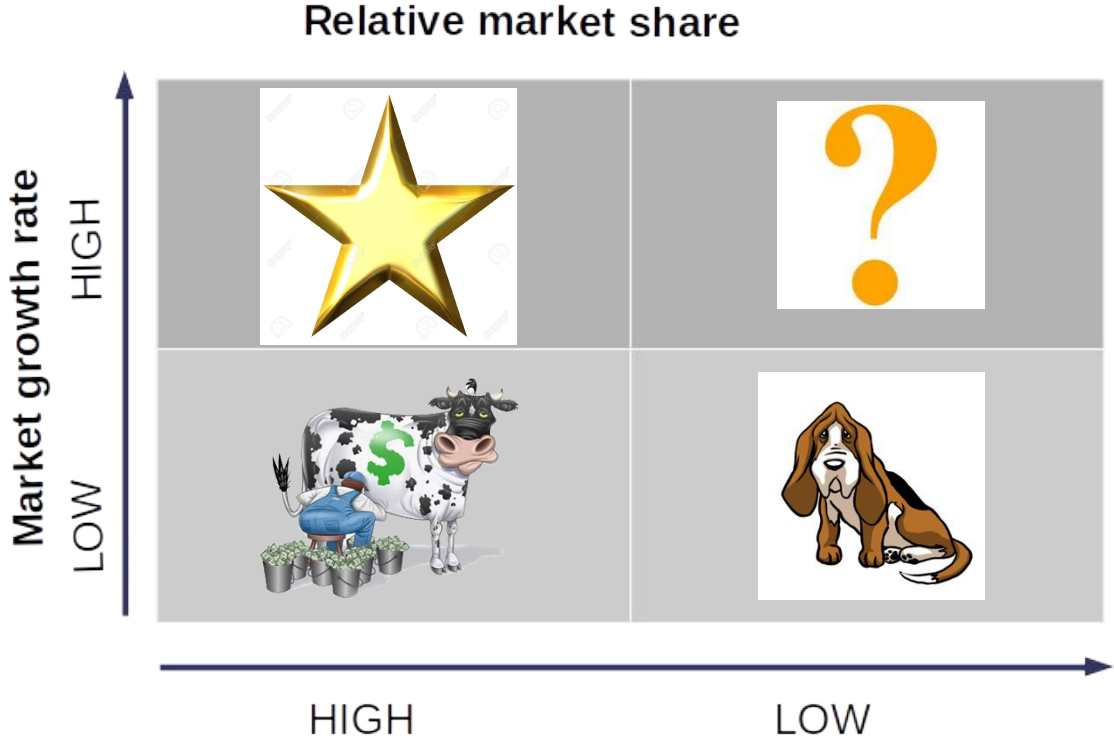 Relative market share
Market growth rate
HIGH
LOW
?
$
HIGH
LOW